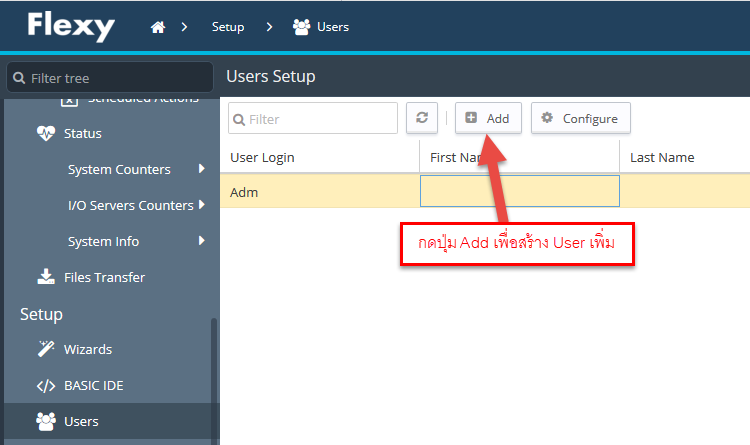 Flexy
Setup
Users
Filter tree
Users Setup
Scheduled Actions
Filter
Add
Configure
Status
User Login
First Na
Last Name
System Counters
Adm
I/O Servers Counters
System Info
กดปุ่ม Add เพื่อสร้าง User เพิ่ม
Files Transfer
Setup
Wizards
BASIC IDE
Users